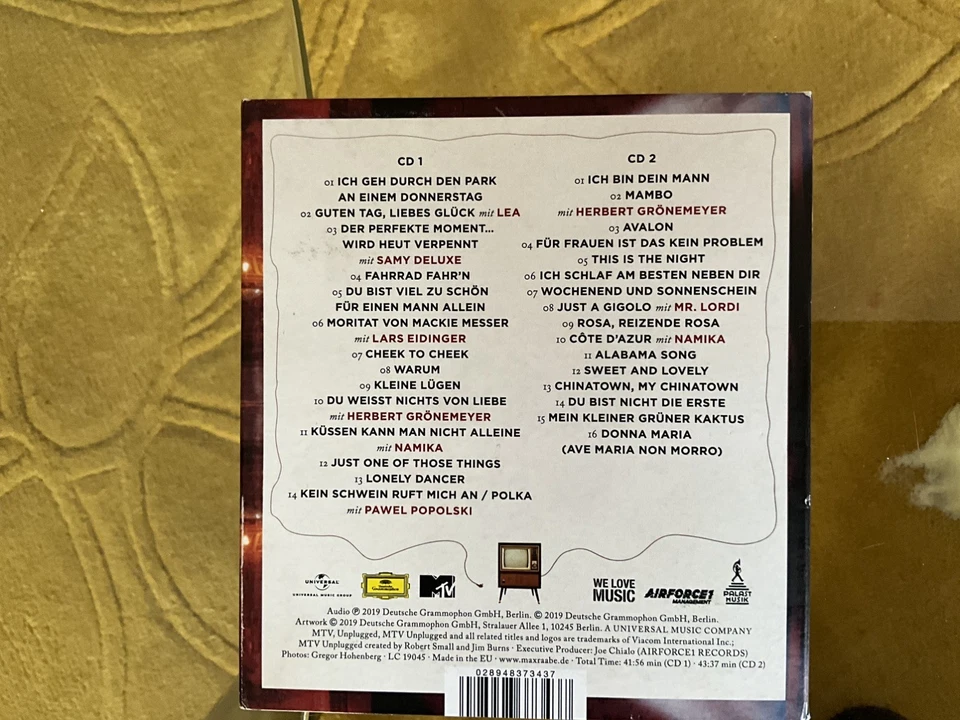 CD 1
01 ICH GEH DURCH DEN PARK
AN EINEM DONNERSTAG
02 GUTEN TAG, LIEBES GLÜCK mit LEA
03 DER PERFEKTE MOMENT...
WIRD HEUT VERPENNT
mit SAMY DELUXE
04 FAHRRAD FAHR'N
05 DU BIST VIEL ZU SCHÖN
FÜR EINEN MANN ALLEIN
06 MORITAT VON MACKIE MESSER
mit LARS EIDINGER
07 CHEEK TO CHEEK
08 WARUM
09 KLEINE LÜGEN
10 DU WEISST NICHTS VON LIEBE
mit HERBERT GRÖNEMEYER
11 KÜSSEN KANN MAN NICHT ALLEINE
mit NAMIKA
12 JUST ONE OF THOSE THINGS
13 LONELY DANCER
14 KEIN SCHWEIN RUFT MICH AN / POLKA
mit PAWEL POPOLSKI
CD 2
01 ICH BIN DEIN MANN
02 MAMBO
mit HERBERT GRÖNEMEYER
03 AVALON
04 FÜR FRAUEN IST DAS KEIN PROBLEM
05 THIS IS THE NIGHT
06 ICH SCHLAF AM BESTEN NEBEN DIR
07 WOCHENEND UND SONNENSCHEIN
08 JUST A GIGOLO mit MR. LORDI
09 ROSA, REIZENDE ROSA
10 CÔTE D'AZUR mit NAMIKA
11 ALABAMA SONG
12 SWEET AND LOVELY
13 CHINATOWN, MY CHINATOWN
14 DU BIST NICHT DIE ERSTE
15 MEIN KLEINER GRÜNER KAKTUS
16 DONNA MARIA
(AVE MARIA NON MORRO)
UNIVERSAL
UNIVERSAL MUSIC GROUP
Deutsche
Grammophon
MTV
WE LOVE
MUSIC
AIRFORCE1
MANAGEMENT
PALAST
MUSIK
Audio ℗ 2019 Deutsche Grammophon GmbH, Berlin. © 2019 Deutsche Grammophon GmbH, Berlin.
Artwork © 2019 Deutsche Grammophon GmbH, Stralauer Allee 1, 10245 Berlin. A UNIVERSAL MUSIC COMPANY
MTV, Unplugged, MTV Unplugged and all related titles and logos are trademarks of Viacom International Inc.;
MTV Unplugged created by Robert Small and Jim Burns · Executive Producer: Joe Chialo (AIRFORCE1 RECORDS)
Photos: Gregor Hohenberg · LC 19045 · Made in the EU · www.maxraabe.de · Total Time: 41:56 min (CD 1) · 43:37 min (CD 2)
028948373437